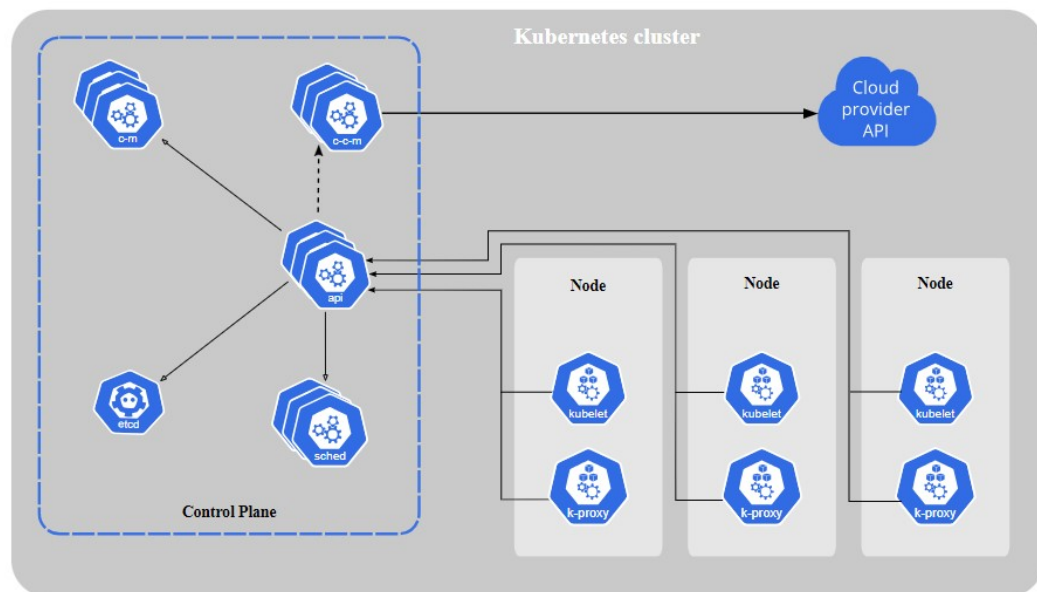 Kubernetes cluster
c-m
c-c-m
Cloud
provider
API
api
etcd
sched
Control Plane
Node
kubelet
k-proxy
Node
kubelet
k-proxy
Node
kubelet
k-proxy